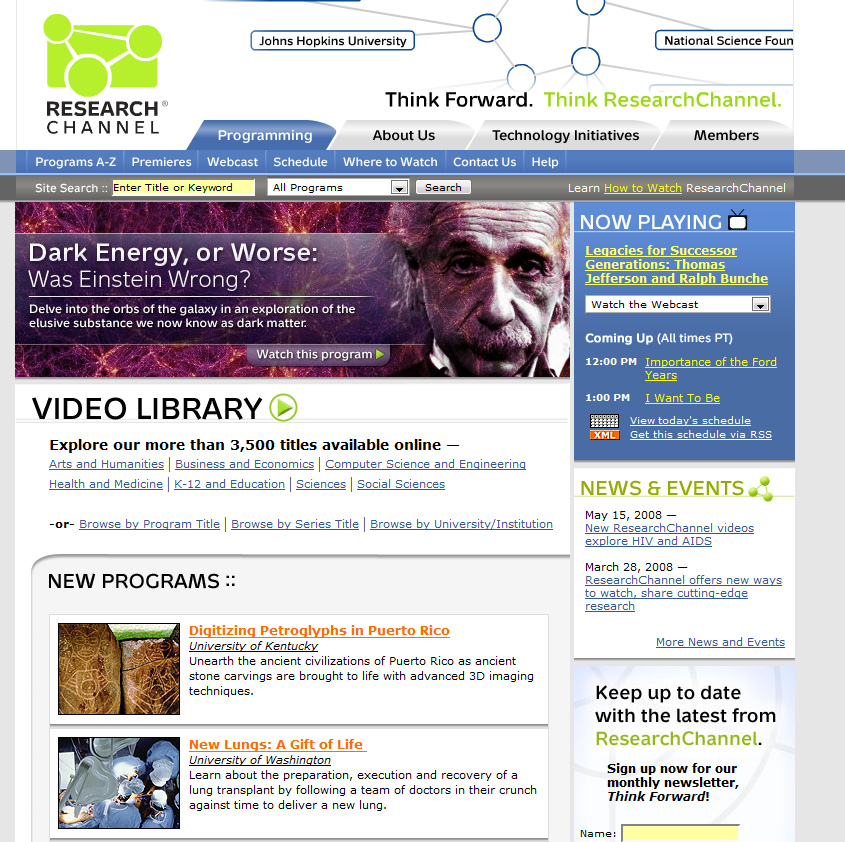 Johns Hopkins University
National Science Foun
RESEARCH®
CHANNEL
Think Forward. Think ResearchChannel.
Programming
About Us
Technology Initiatives
Members
Programs A-Z
Premieres
Webcast
Schedule
Where to Watch
Contact Us
Help
Site Search ::
Enter Title or Keyword
All Programs
Search
Learn How to Watch ResearchChannel
Dark Energy, or Worse:
Was Einstein Wrong?
Delve into the orbs of the galaxy in an exploration of the
elusive substance we now know as dark matter.
Watch this program
NOW PLAYING
Legacies for Successor
Generations: Thomas
Jefferson and Ralph Bunche
Watch the Webcast
Coming Up (All times PT)
12:00 PM Importance of the Ford
Years
1:00 PM I Want To Be
View today's schedule
XML Get this schedule via RSS
VIDEO LIBRARY
Explore our more than 3,500 titles available online —
Arts and Humanities | Business and Economics | Computer Science and Engineering
Health and Medicine | K-12 and Education | Sciences | Social Sciences
-or- Browse by Program Title | Browse by Series Title | Browse by University/Institution
NEWS & EVENTS
May 15, 2008 —
New ResearchChannel videos
explore HIV and AIDS
March 28, 2008 —
ResearchChannel offers new ways
to watch, share cutting-edge
research
More News and Events
NEW PROGRAMS ::
Digitizing Petroglyphs in Puerto Rico
University of Kentucky
Unearth the ancient civilizations of Puerto Rico as ancient
stone carvings are brought to life with advanced 3D imaging
techniques.
New Lungs: A Gift of Life
University of Washington
Learn about the preparation, execution and recovery of a
lung transplant by following a team of doctors in their crunch
against time to deliver a new lung.
Keep up to date
with the latest from
ResearchChannel.
Sign up now for our
monthly newsletter,
Think Forward!
Name: